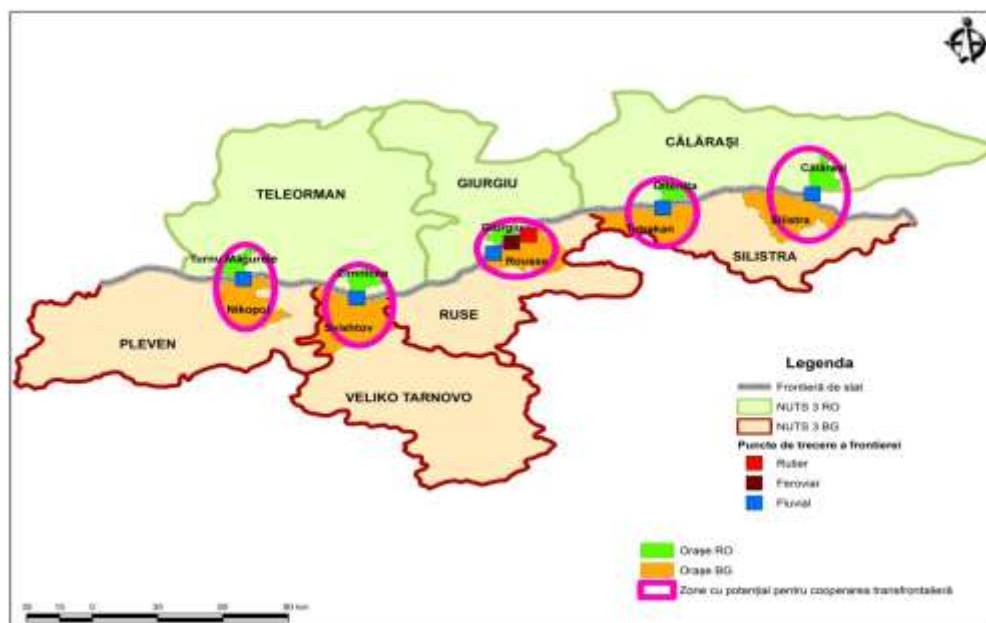 CĂLĂRAȘI
Călărași
GIURGIU
TELEORMAN
Oltenița
Giurgiu
Tutrakan
Silistra
Turnu Măgurele
Zimnicea
Rousse
SILISTRA
Nikopol
Svishtov
RUSE
PLEVEN
VELIKO TARNOVO
Legenda
Frontieră de stat
NUTS 3 RO
NUTS 3 BG
Puncte de trecere a frontierei
Rutier
Feroviar
Fluvial
Orașe RO
Orașe BG
Zone cu potențial pentru cooperarea transfrontalieră
0